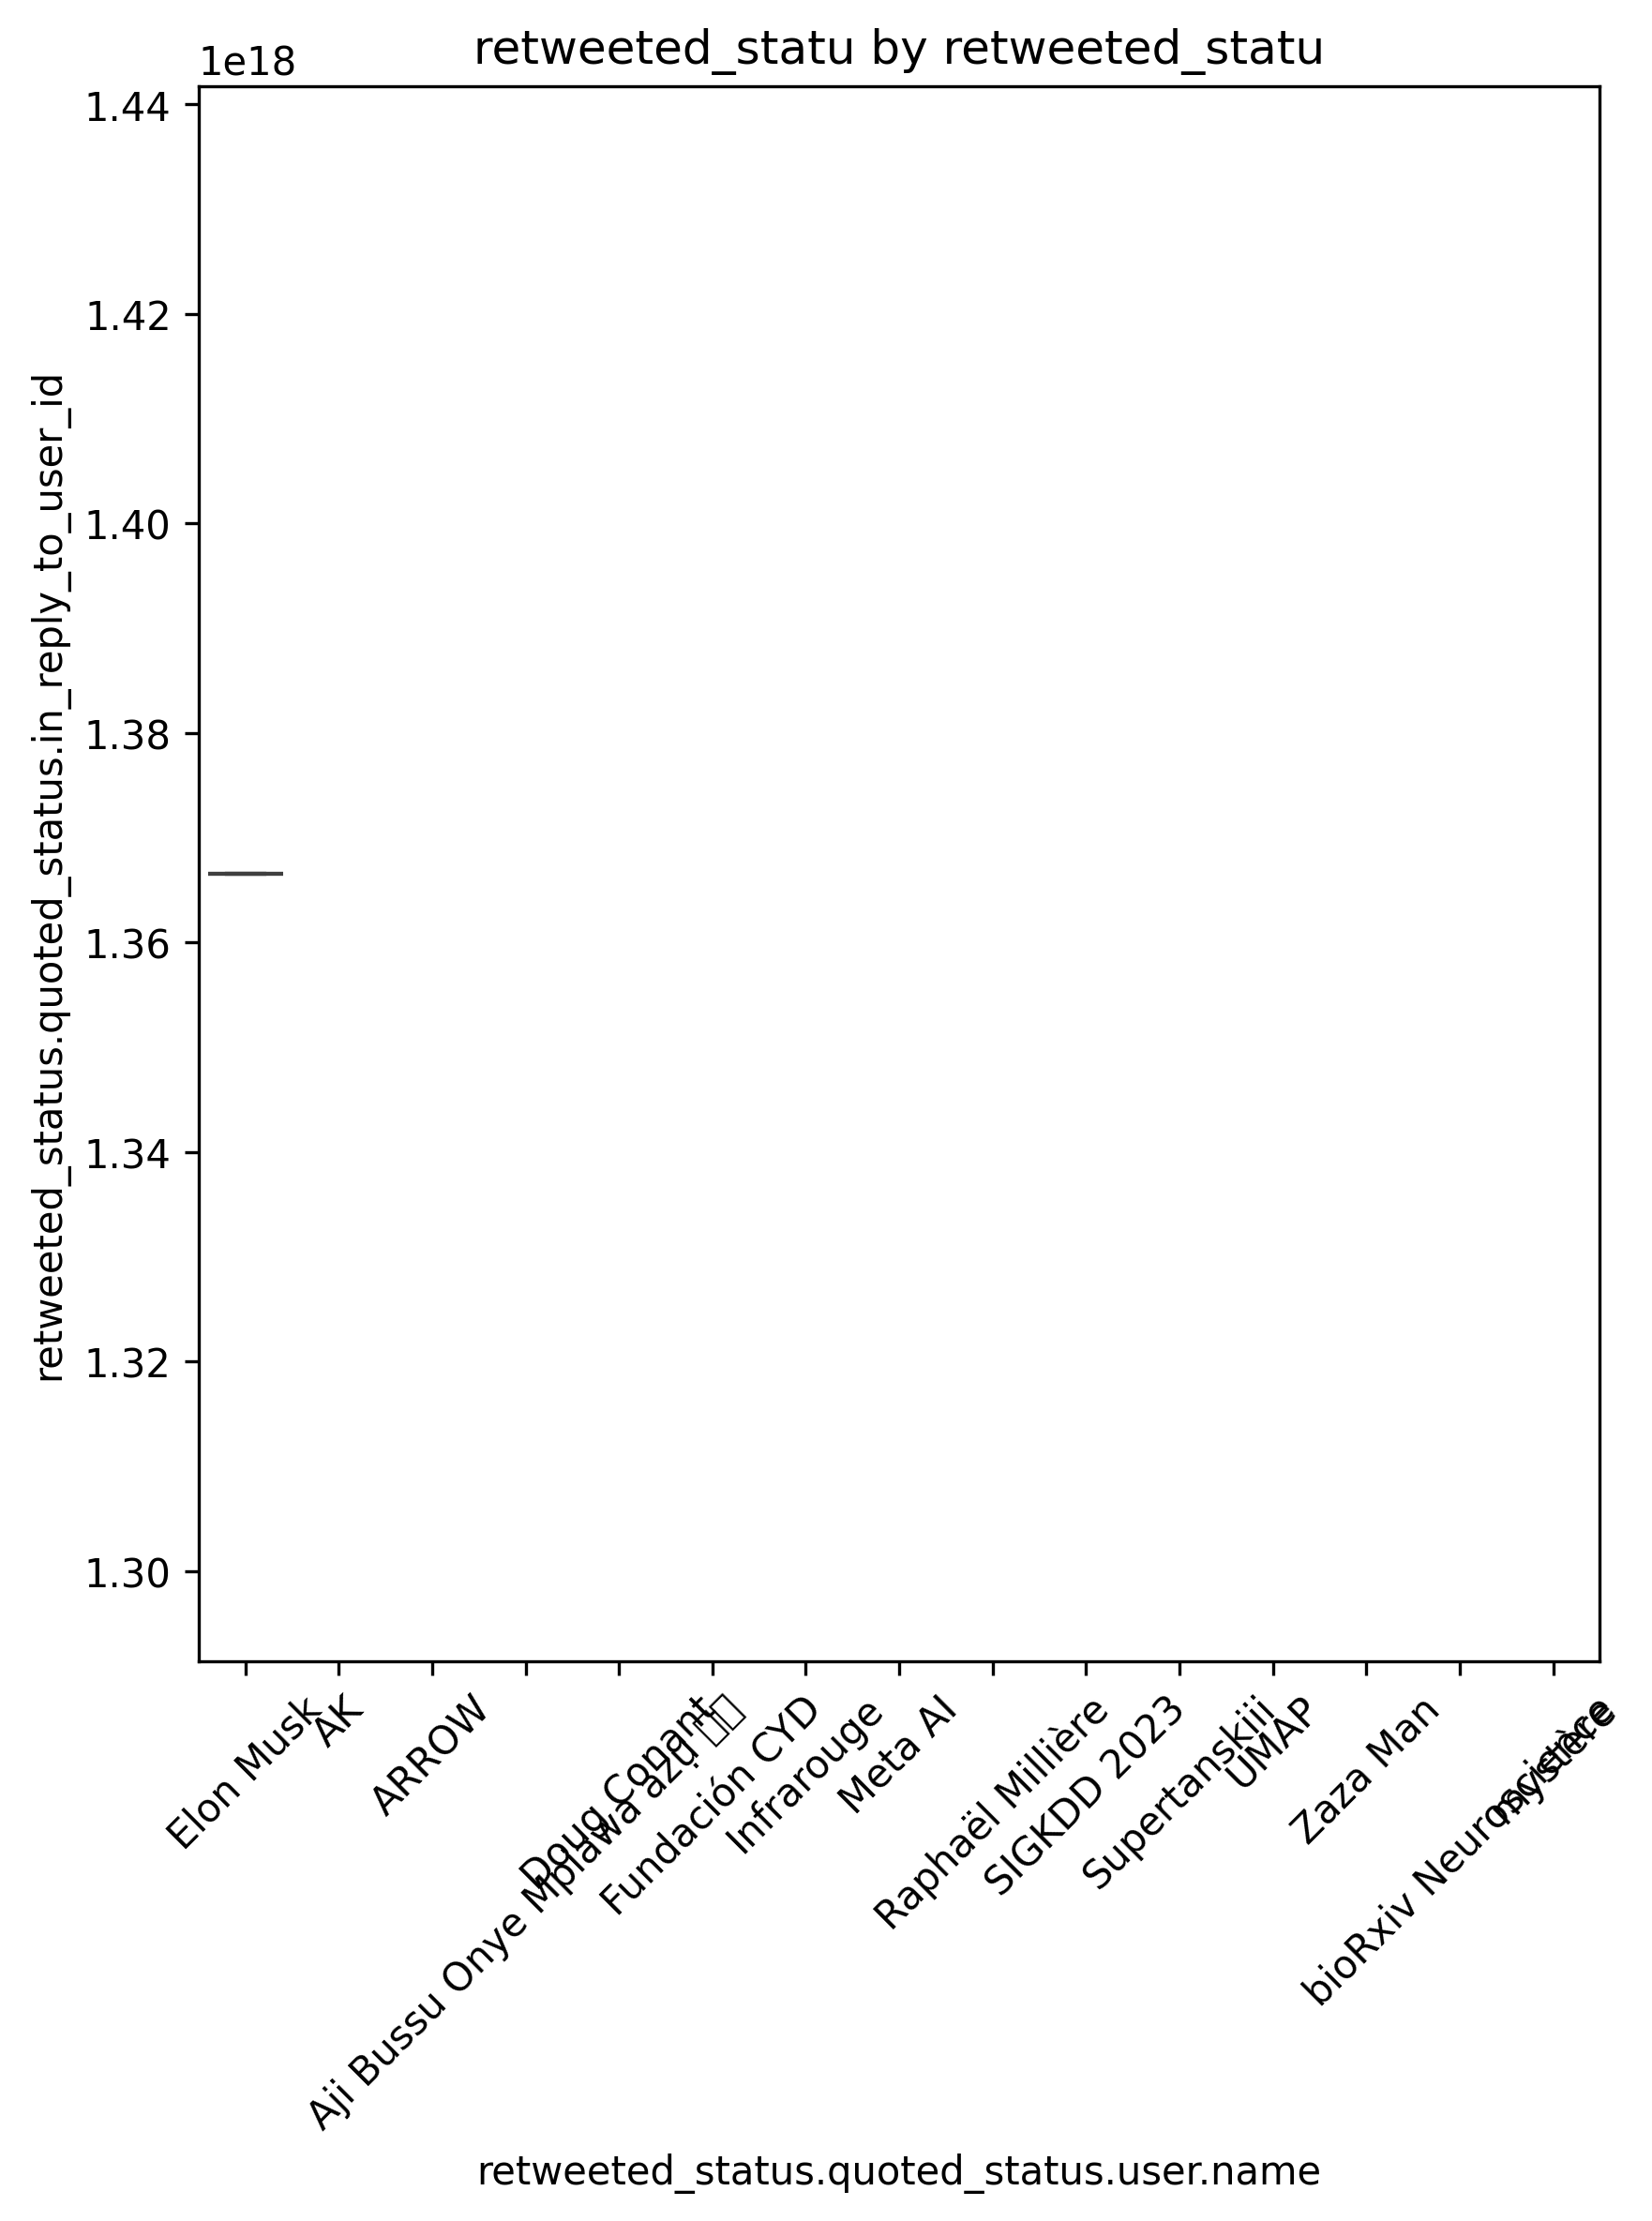 retweeted_statu by retweeted_statu
1e18
1.44
1.42
1.40
1.38
1.36
1.34
1.32
1.30
retweeted_status.quoted_status.in_reply_to_user_id
Elon Musk
AK
ARROW
Aji Bussu Onye Mplawa azụ
Doug Conant
Fundación CYD
Infrarouge
Meta AI
Raphaël Millière
SIGKDD 2023
Supertanskiii
UMAP
Zaza Man
bioRxiv Neuroscience
mystère
retweeted_status.quoted_status.user.name